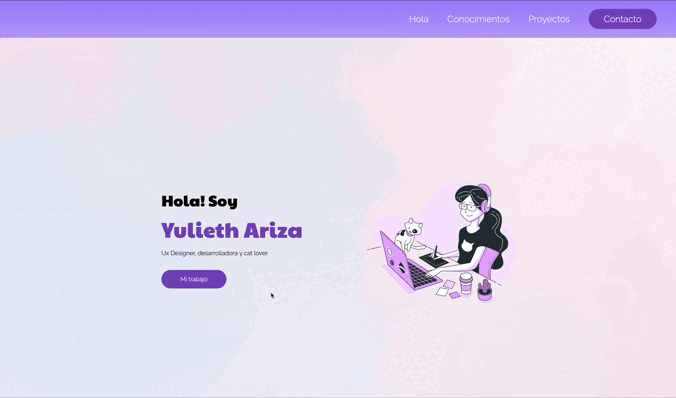 Hola Conocimientos Proyectos Contacto
Hola! Soy
Yulieth Ariza
Ux Designer, desarrolladora y cat lover.
Mi trabajo